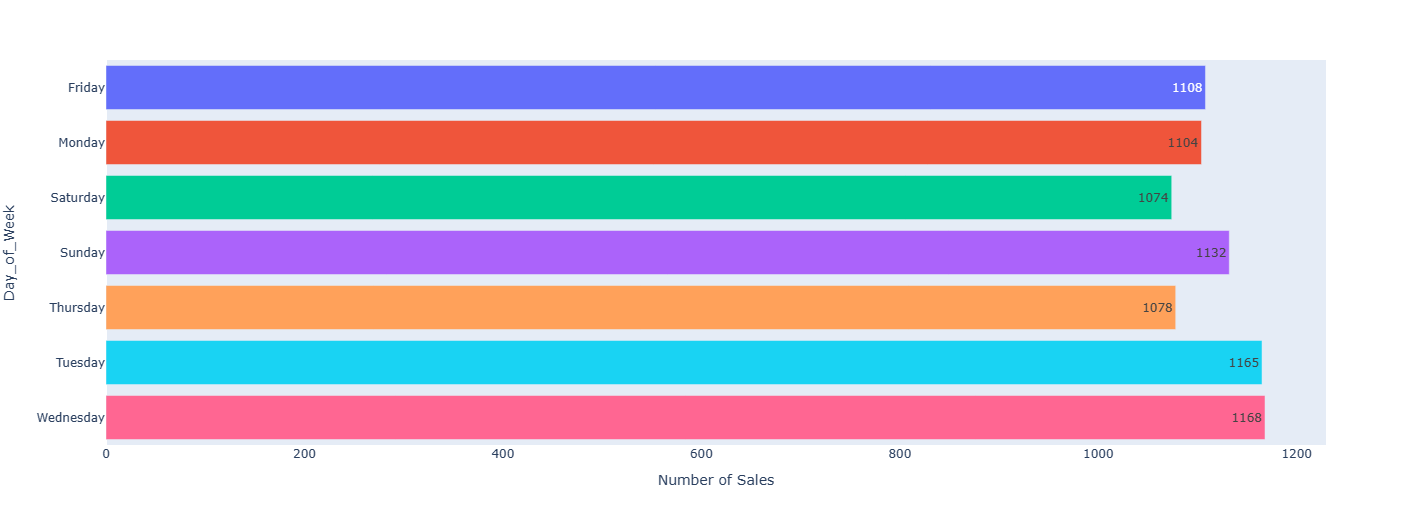 Day_of_Week
Friday 1108
Monday 1104
Saturday 1074
Sunday 1132
Thursday 1078
Tuesday 1165
Wednesday 1168
0 200 400 600 800 1000 1200
Number of Sales